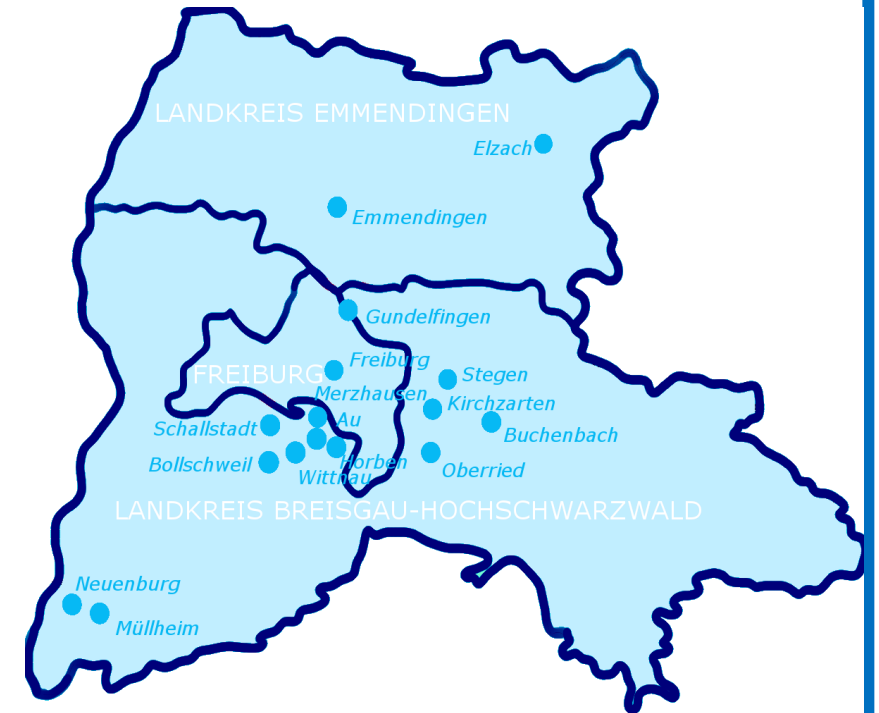 LANDKREIS EMMENDINGEN
Elzach
Emmendingen
Gundelfingen
Freiburg
FREIBURG
Stegen
Merzhausen
Kirchzarten
Au
Schallstadt
Buchenbach
Horben
Bollschweil
Oberried
Wittnau
LANDKREIS BREISGAU-HOCHSCHWARZWALD
Neuenburg
Müllheim